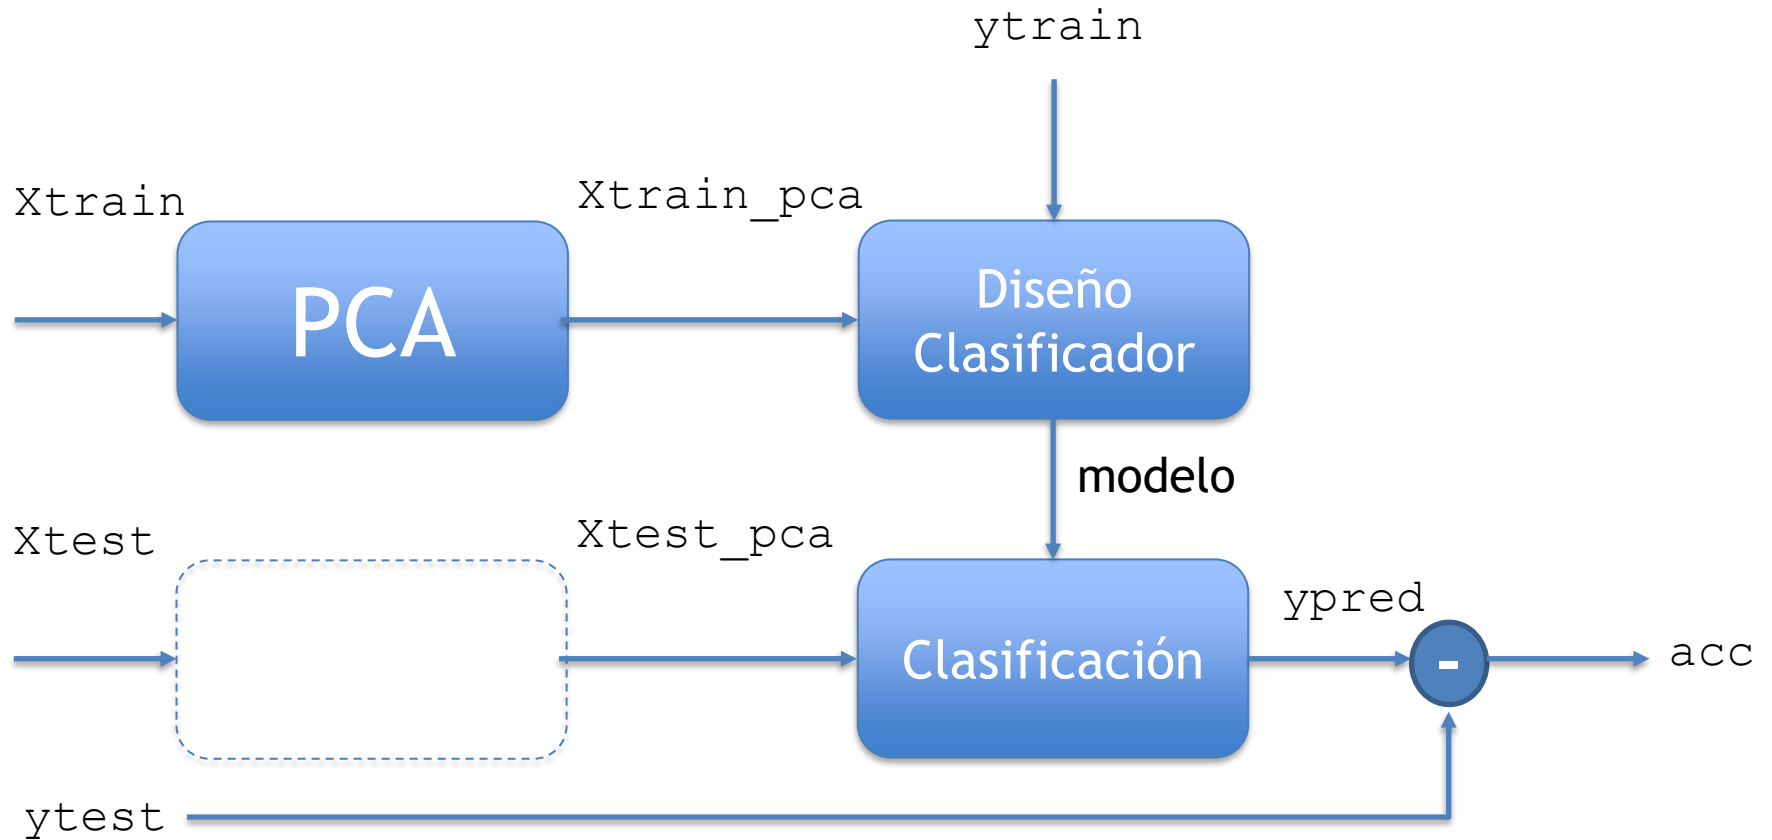 ytrain
Xtrain
Xtrain_pca
PCA
Diseño
Clasificador
modelo
Xtest
Xtest_pca
Clasificación
ypred
-
acc
ytest